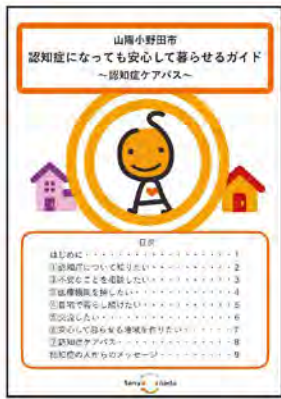 山陽小野田市
認知症になっても安心して暮らせるガイド
~認知症ケアパス~
目次
はじめに・・・・・・・・・・・・・・・・・1
①認知症について知りたい・・・・・・・・・・2
②不安なことを相談したい・・・・・・・・・・3
③医療機関を探したい・・・・・・・・・・・・4
④自宅で暮らし続けたい・・・・・・・・・・・5
⑤交流したい・・・・・・・・・・・・・・・・6
⑥安心して暮らせる地域を作りたい・・・・・・7
⑦認知症ケアパス・・・・・・・・・・・・・・8
認知症の人からのメッセージ・・・・・・・・・9